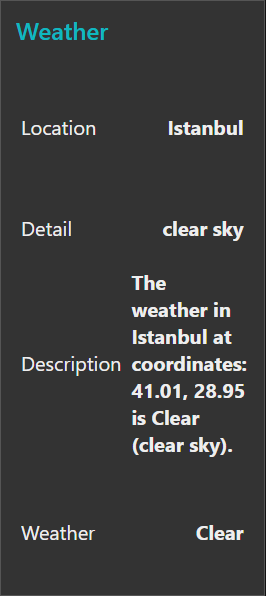 Weather
Location Istanbul
Detail clear sky
The
weather in
Istanbul at
Description coordinates:
41.01, 28.95
is Clear
(clear sky).
Weather Clear